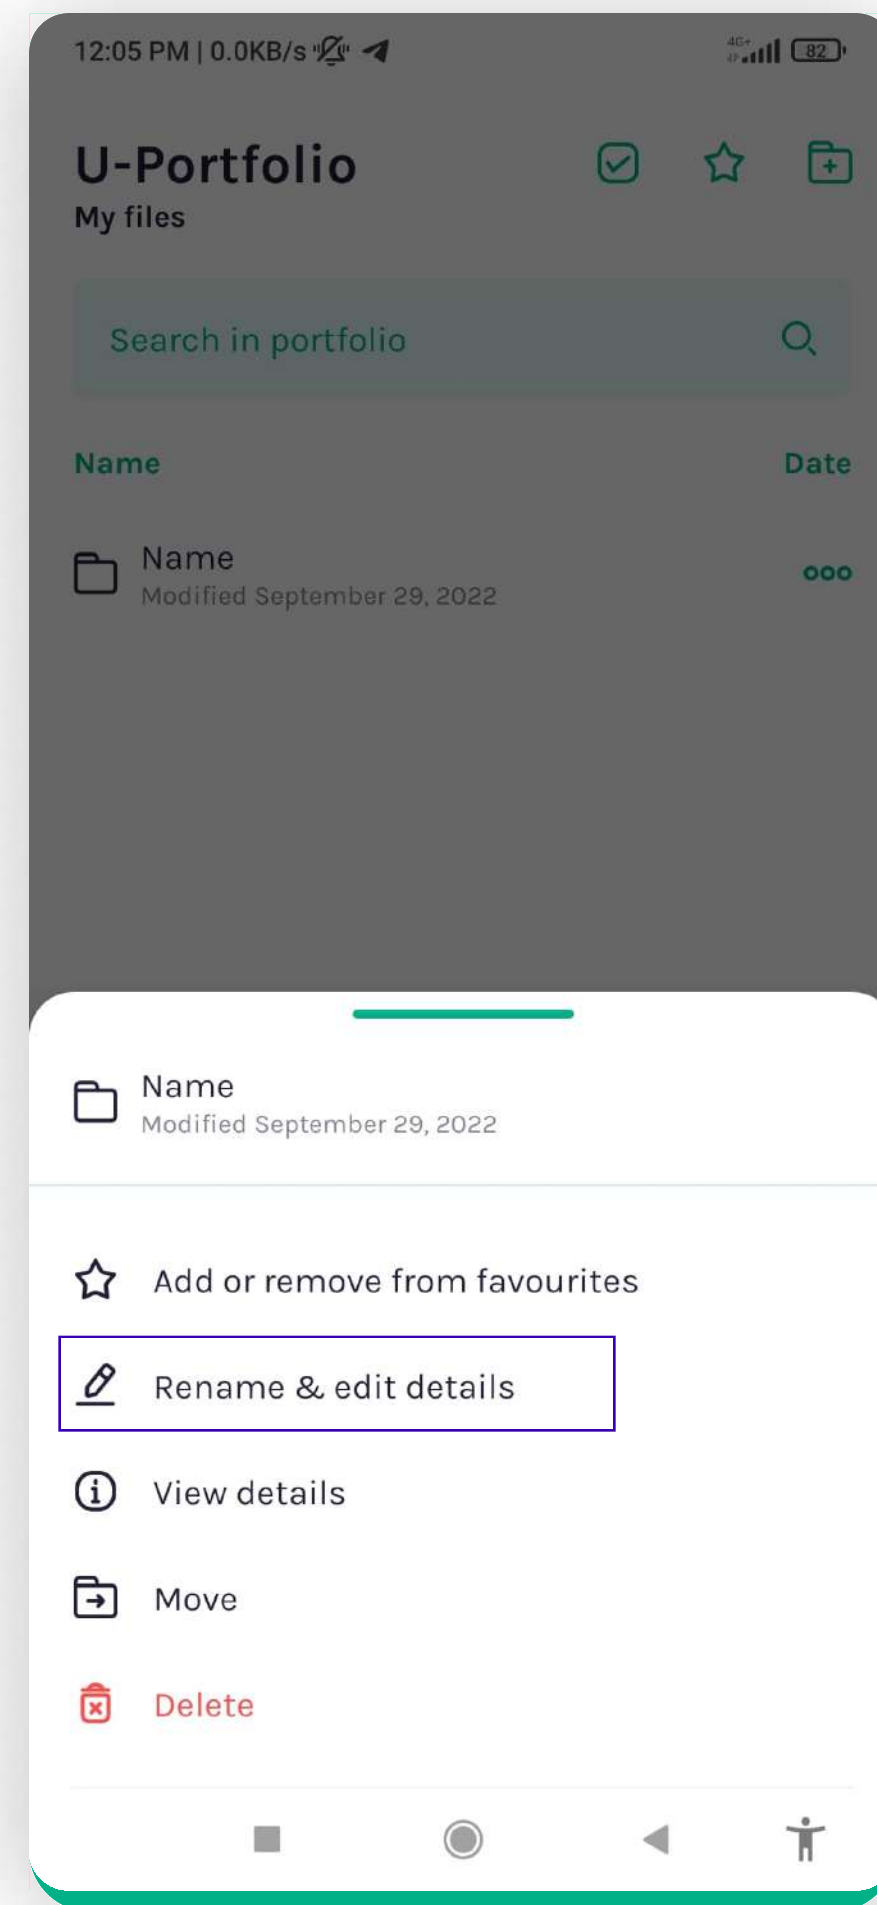 12:05 PM | 0.0KB/s
4G+
82
U-Portfolio
My files
Search in portfolio
Name Date
Name
Modified September 29, 2022
Name
Modified September 29, 2022
Add or remove from favourites
Rename & edit details
View details
Move
Delete